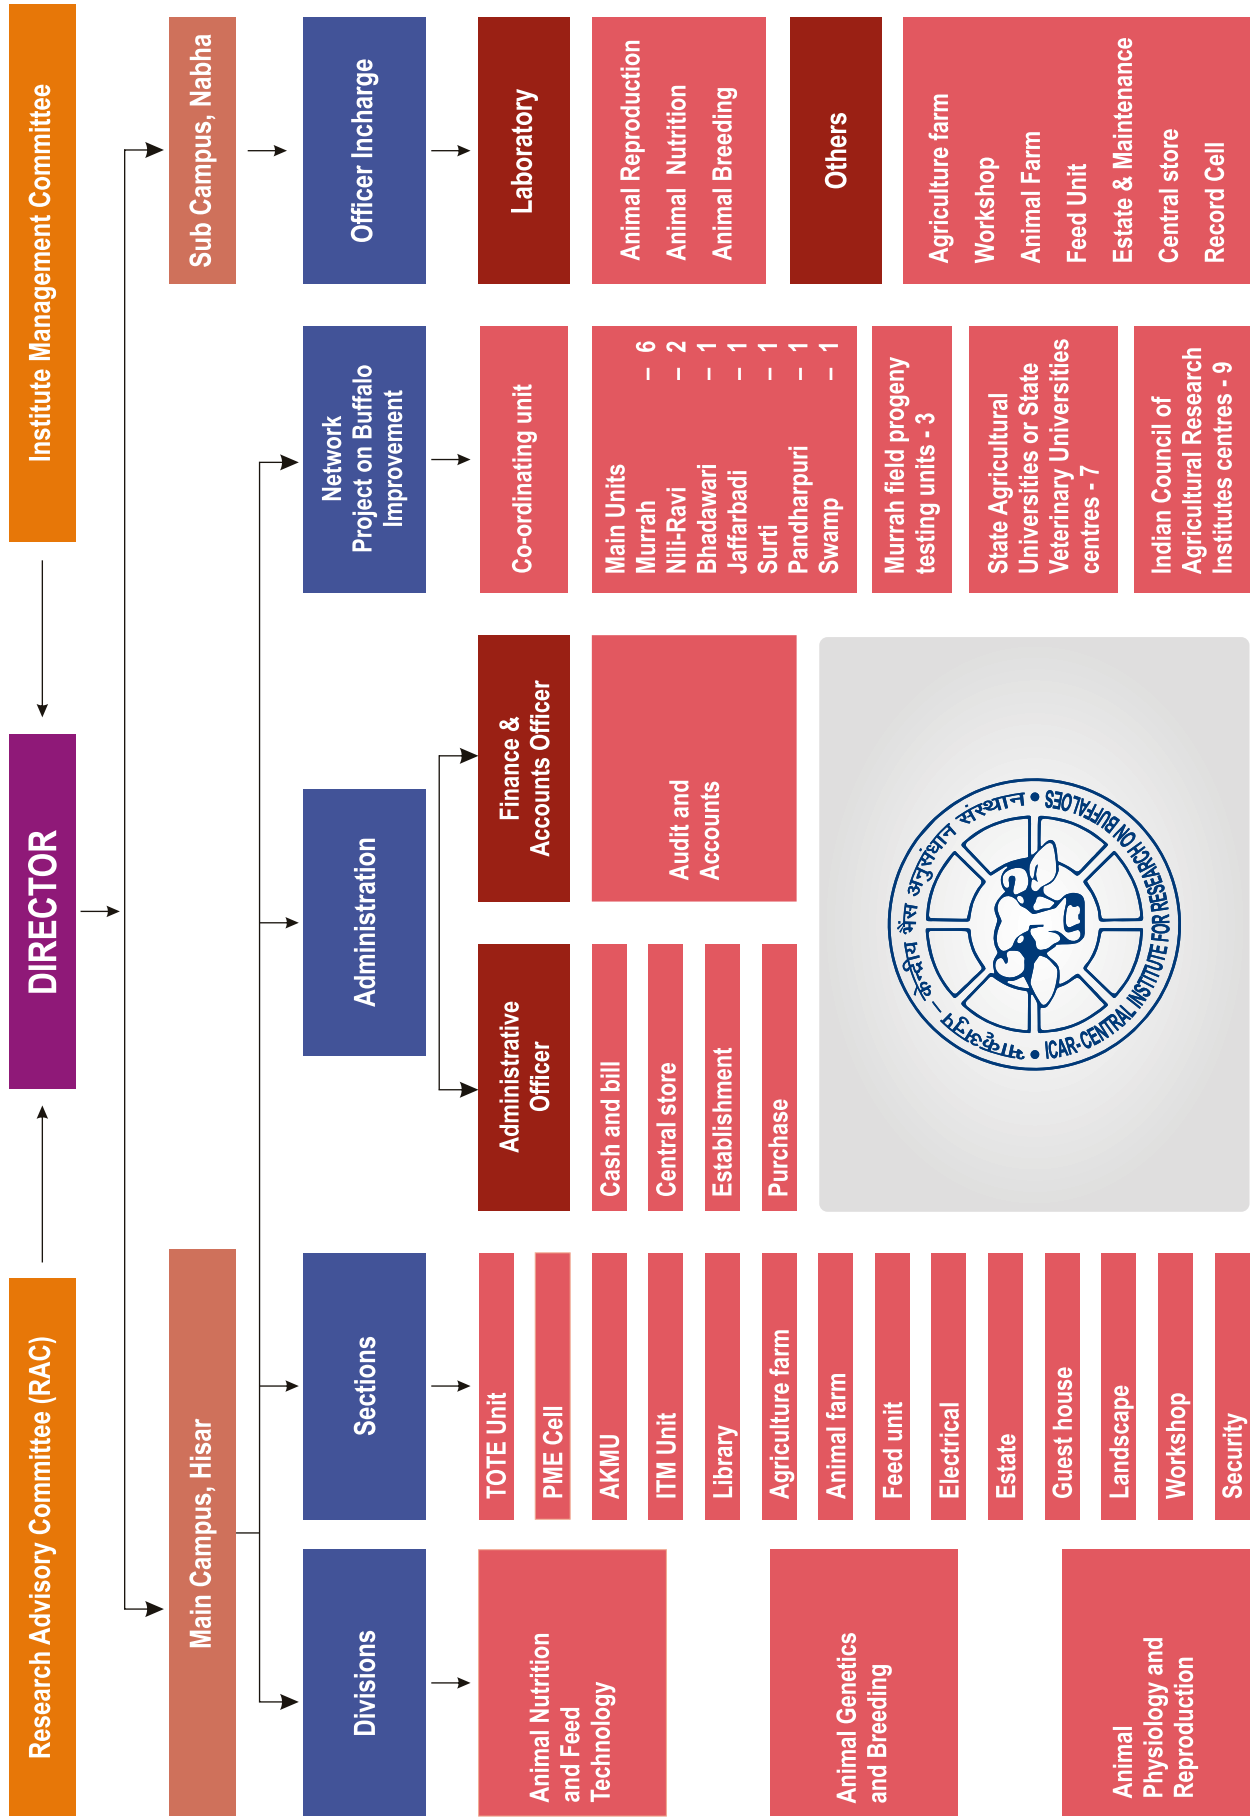 Research Advisory Committee (RAC)
DIRECTOR
Institute Management Committee
Main Campus, Hisar
Sub Campus, Nabha
Divisions
Sections
Administration
Network
Project on Buffalo
Improvement
Officer Incharge
Animal Nutrition
and Feed
Technology
Animal Genetics
and Breeding
Animal
Physiology and
Reproduction
TOTE Unit
PME Cell
AKMU
ITM Unit
Library
Agriculture farm
Animal farm
Feed unit
Electrical
Estate
Guest house
Landscape
Workshop
Security
Administrative
Officer
Cash and bill
Central store
Establishment
Purchase
Finance &
Accounts Officer
Audit and
Accounts
Co-ordinating unit
Main Units
Murrah – 6
Nili-Ravi – 2
Bhadawari – 1
Jaffarbadi – 1
Surti – 1
Pandharpuri – 1
Swamp – 1
Murrah field progeny
testing units - 3
State Agricultural
Universities or State
Veterinary Universities
centres - 7
Indian Council of
Agricultural Research
Institutes centres - 9
Laboratory
Animal Reproduction
Animal Nutrition
Animal Breeding
Others
Agriculture farm
Workshop
Animal Farm
Feed Unit
Estate & Maintenance
Central store
Record Cell
भाकृअनुप – केन्द्रीय भैंस अनुसंधान संस्थान
• ICAR-CENTRAL INSTITUTE FOR RESEARCH ON BUFFALOES •